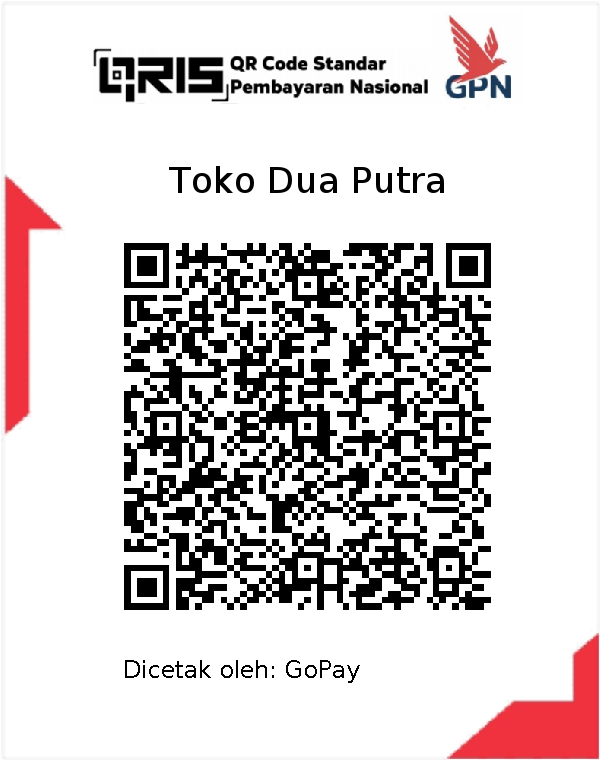 QRIS QR Code Standar
Pembayaran Nasional
GPN
Toko Dua Putra
Dicetak oleh: GoPay